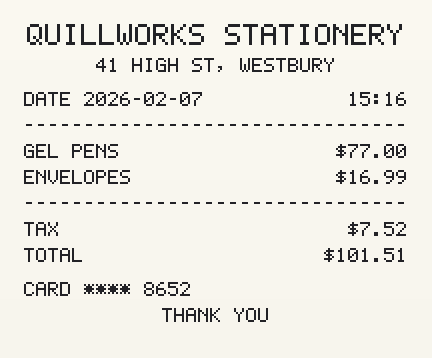 QUILLWORKS STATIONERY
41 HIGH ST, WESTBURY
DATE 2026-02-07 15:16
--------------------------------
GEL PENS $77.00
ENVELOPES $16.99
--------------------------------
TAX $7.52
TOTAL $101.51
CARD **** 8652
THANK YOU